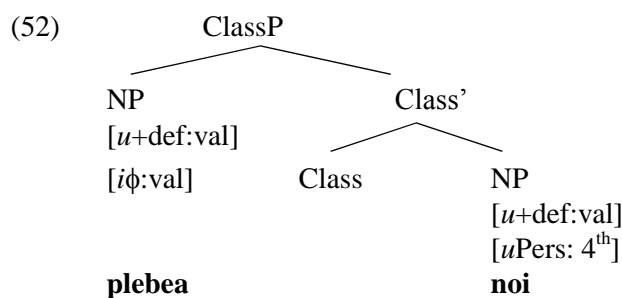 (52) ClassP
NP Class’
[u+def:val]
[iϕ:val] Class NP
[u+def:val]
[uPers: 4th]
plebea noi